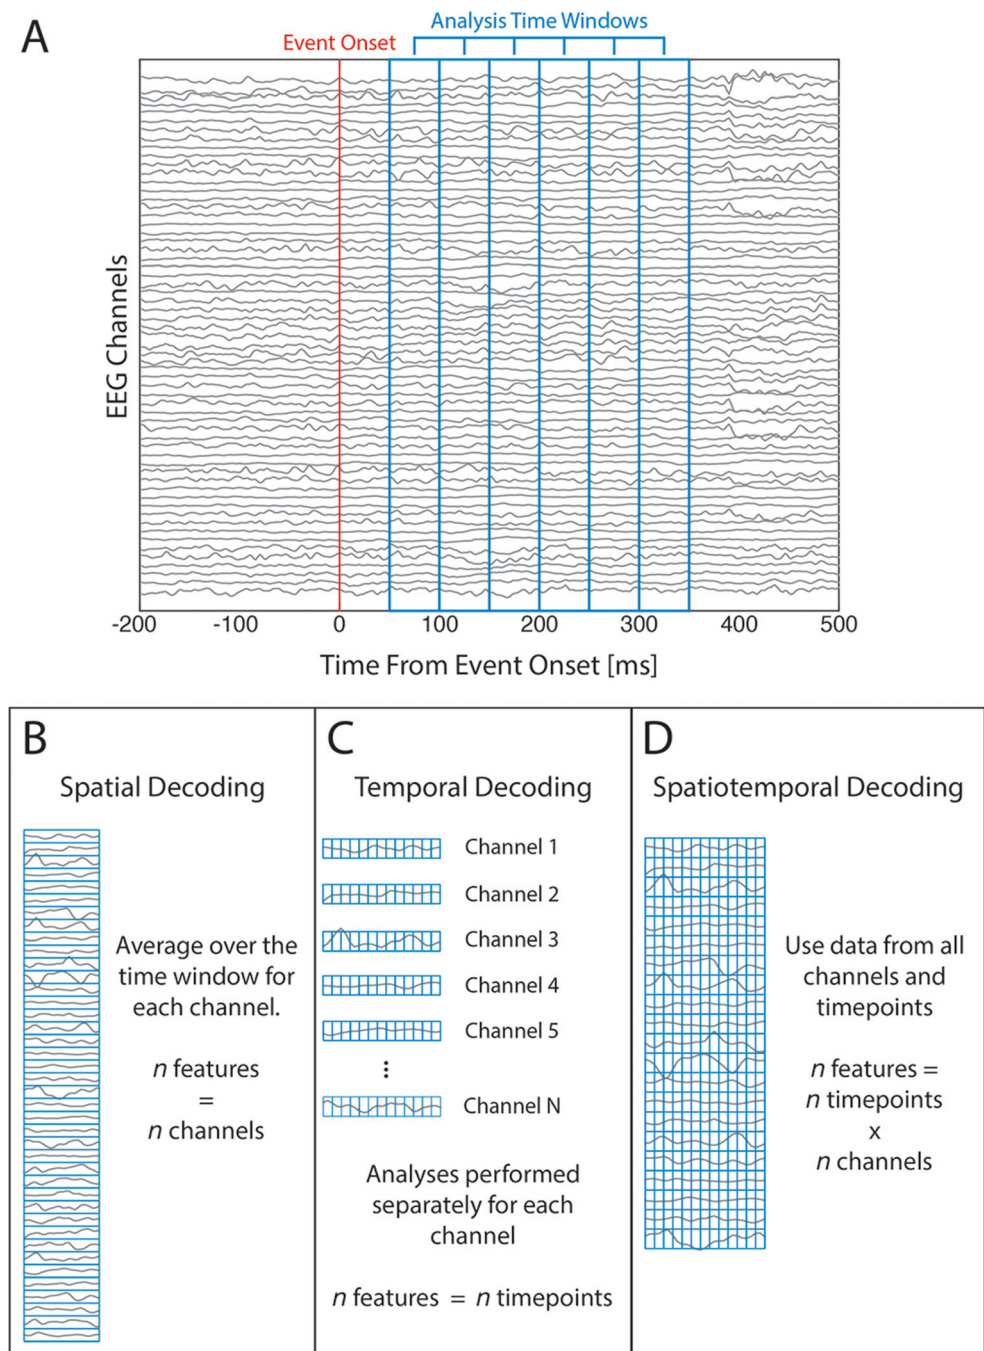 A
Analysis Time Windows
Event Onset
EEG Channels
-200 -100 0 100 200 300 400 500
Time From Event Onset [ms]
B
Spatial Decoding
Average over the
time window for
each channel.
n features
=
n channels
C
Temporal Decoding
Channel 1
Channel 2
Channel 3
Channel 4
Channel 5
⋮
Channel N
Analyses performed
separately for each
channel
n features = n timepoints
D
Spatiotemporal Decoding
Use data from all
channels and
timepoints
n features =
n timepoints
x
n channels